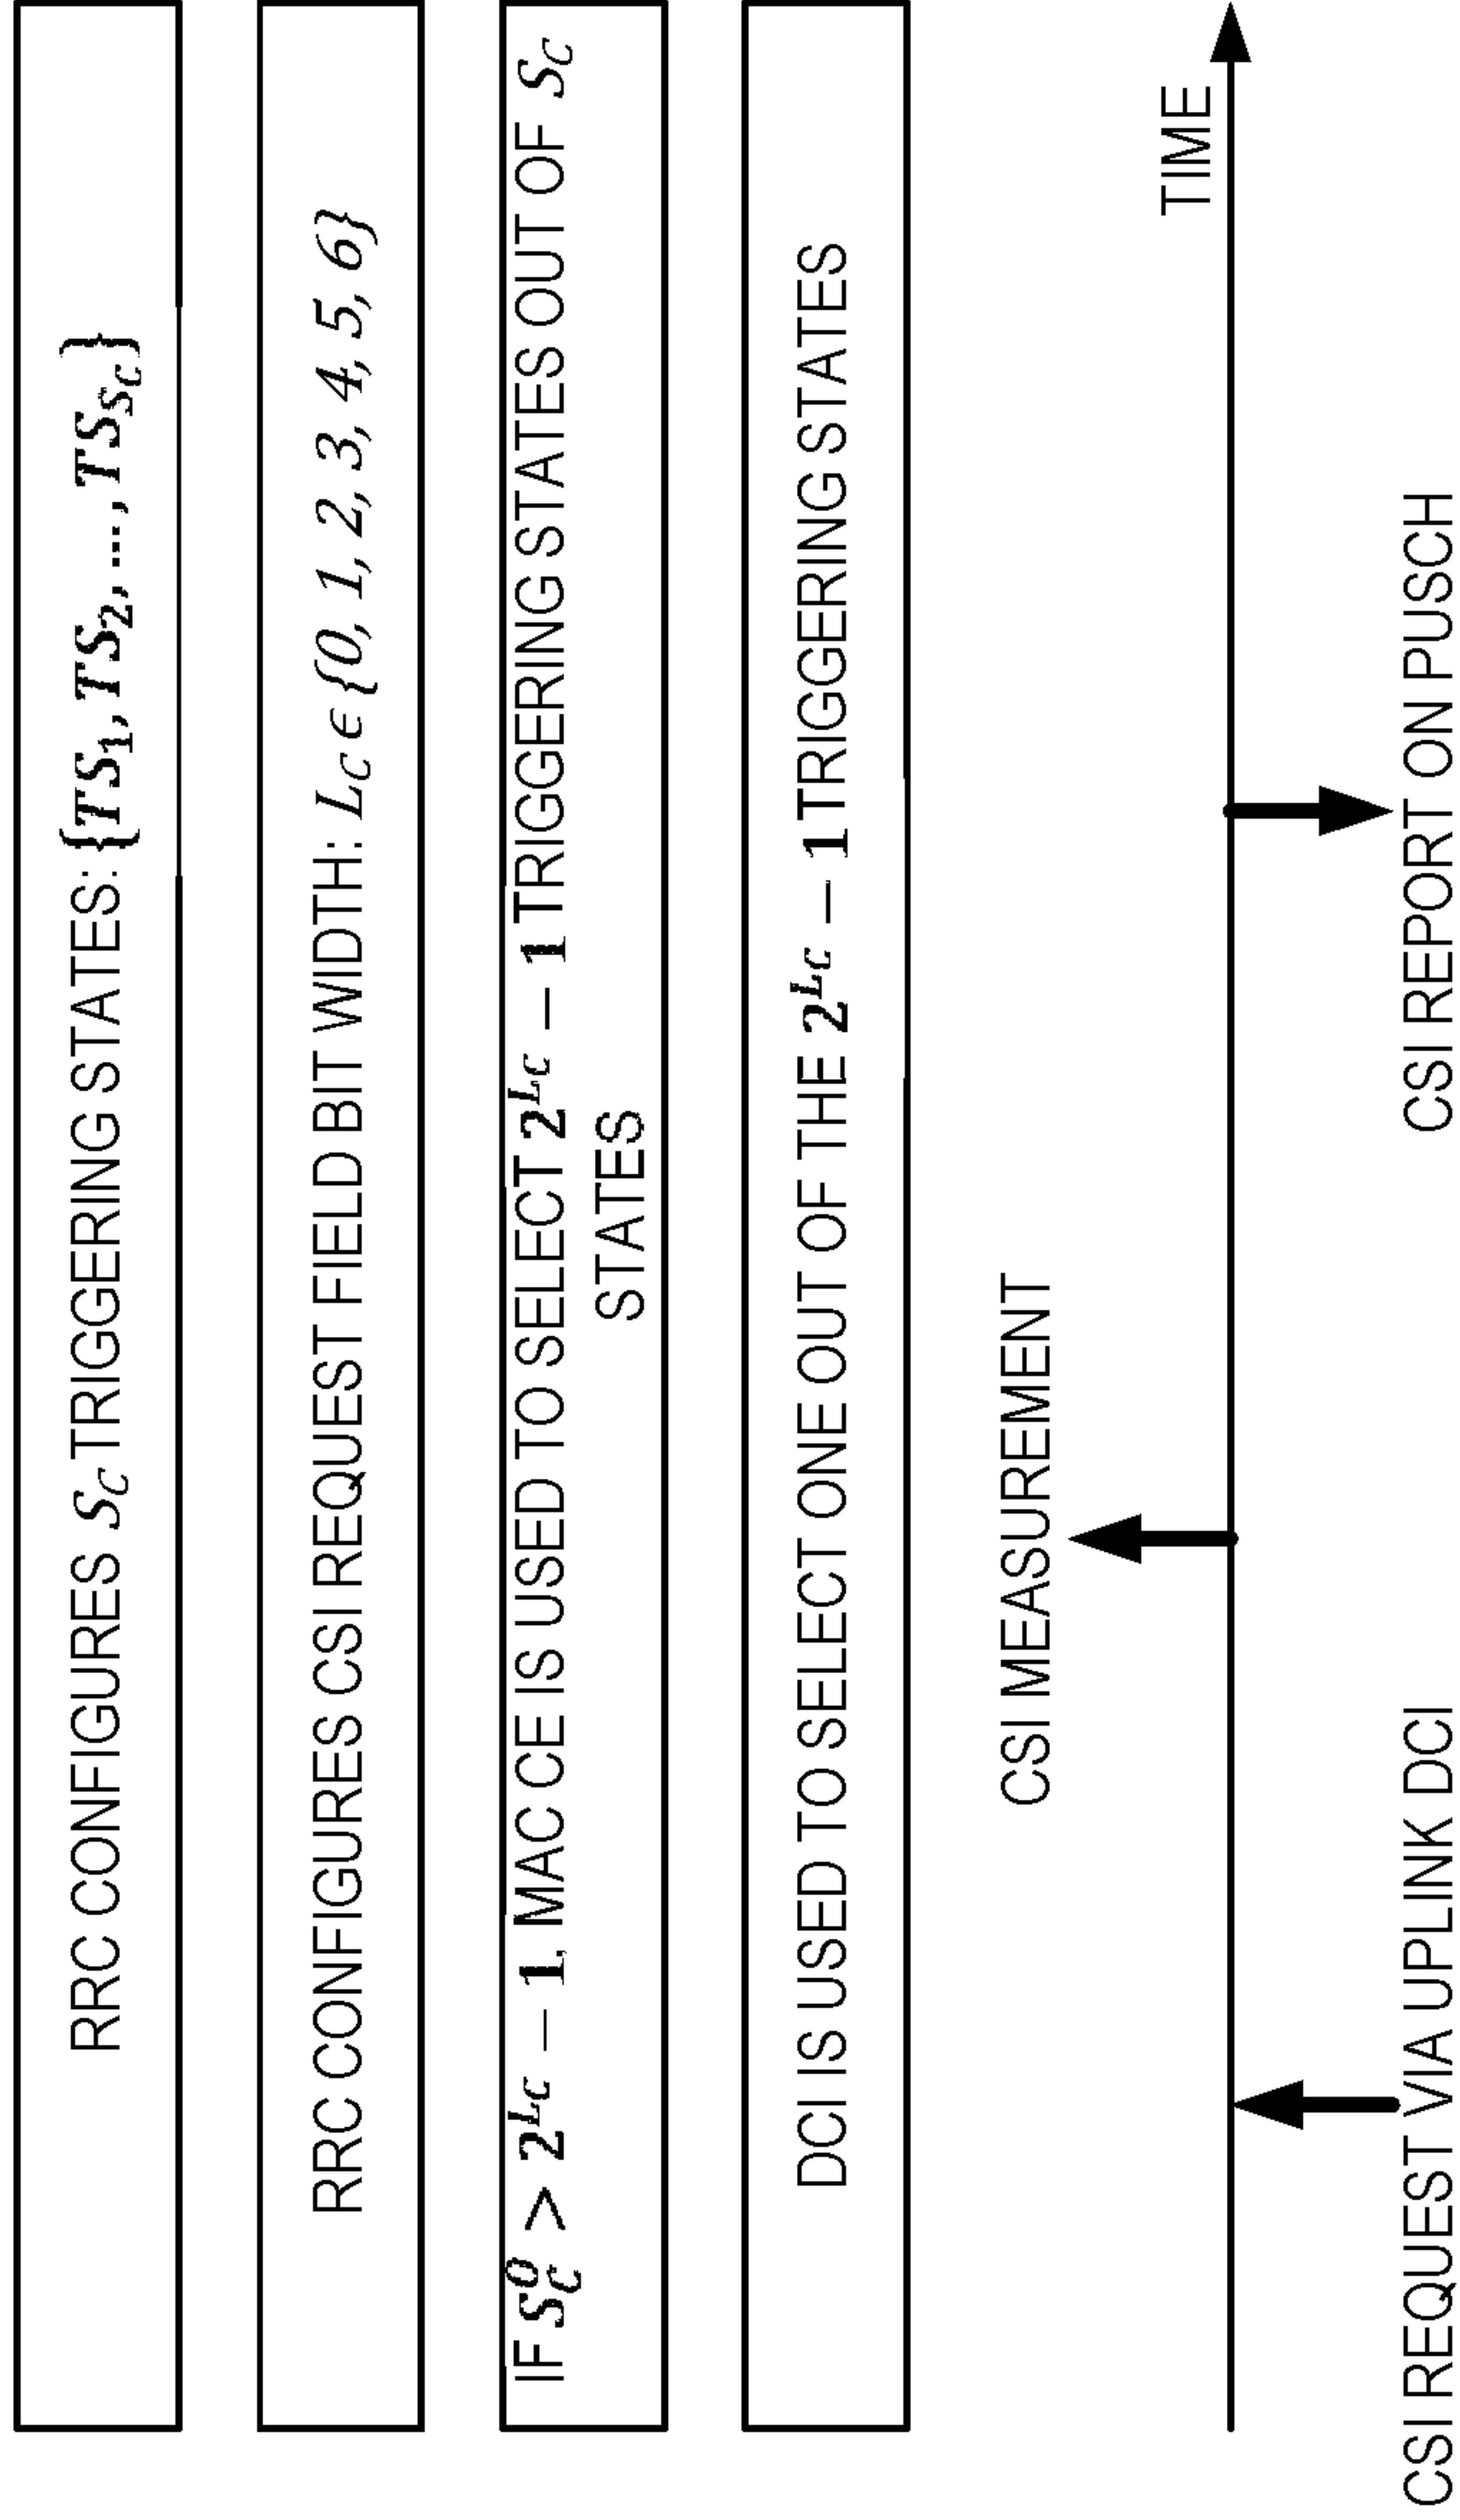 RRC CONFIGURES S_C TRIGGERING STATES: {TS_1, TS_2, ..., TS_{S_C}}
RRC CONFIGURES CSI REQUEST FIELD BIT WIDTH: L_C ϵ {0, 1, 2, 3, 4, 5, 6}
IF S_c^0 > 2^{L_C} − 1, MAC CE IS USED TO SELECT 2^{L_C} − 1 TRIGGERING STATES OUT OF S_C
STATES
DCI IS USED TO SELECT ONE OUT OF THE 2^{L_C} − 1 TRIGGERING STATES
CSI MEASUREMENT
TIME
CSI REQUEST VIA UPLINK DCI
CSI REPORT ON PUSCH